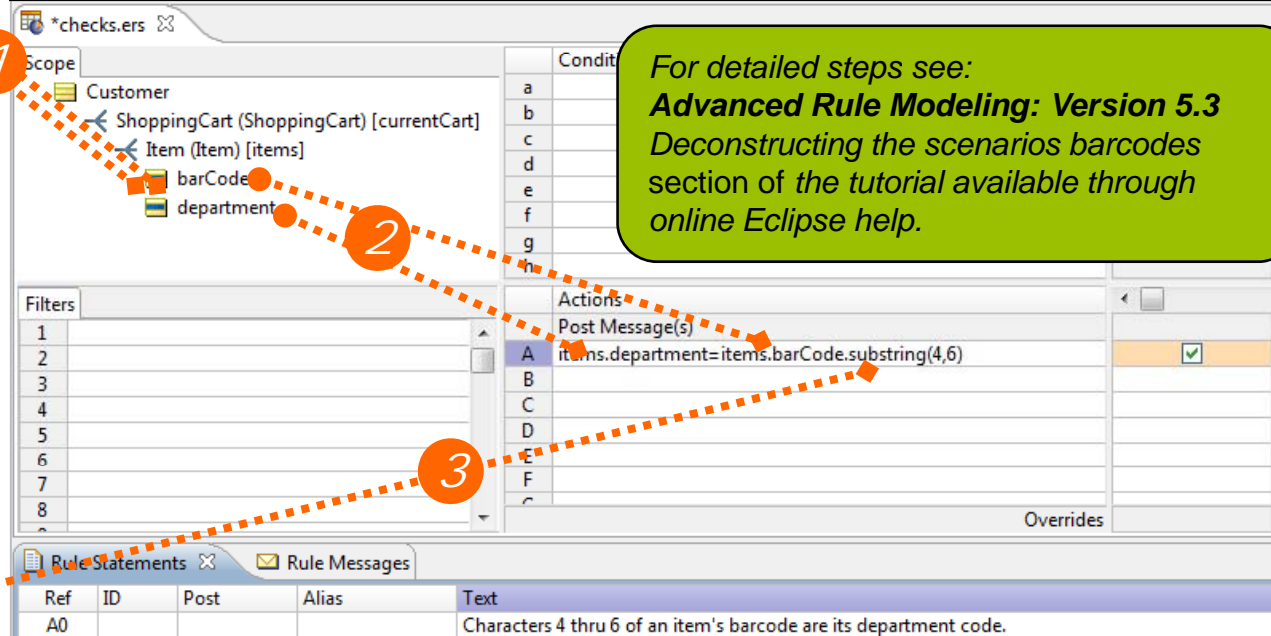 *checks.ers
1
Scope
Customer
ShoppingCart (ShoppingCart) [currentCart]
Item (Item) [items]
barCode
department
2
Conditi
a
b
c
d
e
f
g
h
For detailed steps see:
Advanced Rule Modeling: Version 5.3
Deconstructing the scenarios barcodes
section of the tutorial available through
online Eclipse help.
Filters
1
2
3
4
5
6
7
8
3
Actions
Post Message(s)
A items.department=items.barCode.substring(4,6)
B
C
D
E
F
Overrides
Rule Statements Rule Messages
Ref ID Post Alias Text
A0 Characters 4 thru 6 of an item's barcode are its department code.